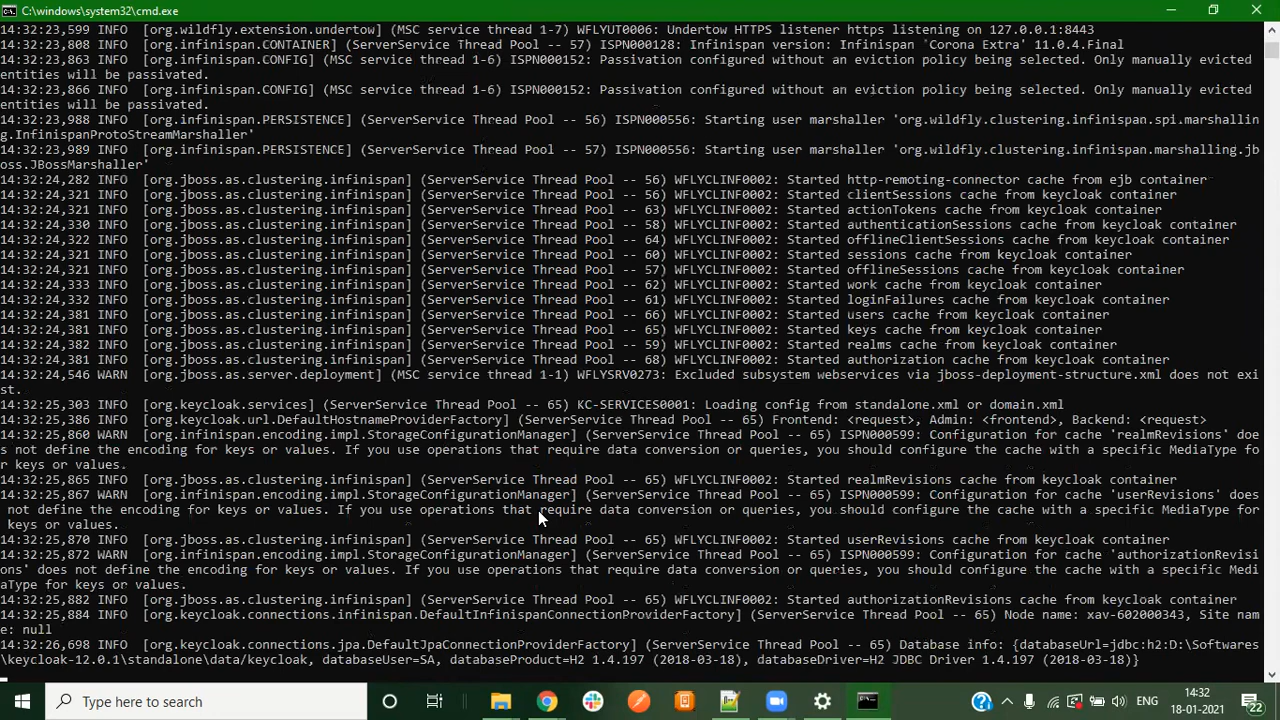 C:\windows\system32\cmd.exe
14:32:23,599 INFO  [org.wildfly.extension.undertow] (MSC service thread 1-7) WFLYUT0006: Undertow HTTPS listener https listening on 127.0.0.1:8443
14:32:23,808 INFO  [org.infinispan.CONTAINER] (ServerService Thread Pool -- 57) ISPN000128: Infinispan version: Infinispan 'Corona Extra' 11.0.4.Final
14:32:23,863 INFO  [org.infinispan.CONFIG] (MSC service thread 1-6) ISPN000152: Passivation configured without an eviction policy being selected. Only manually evicted
entities will be passivated.
14:32:23,866 INFO  [org.infinispan.CONFIG] (MSC service thread 1-6) ISPN000152: Passivation configured without an eviction policy being selected. Only manually evicted
entities will be passivated.
14:32:23,988 INFO  [org.infinispan.PERSISTENCE] (ServerService Thread Pool -- 56) ISPN000556: Starting user marshaller 'org.wildfly.clustering.infinispan.spi.marshallin
g.InfinispanProtoStreamMarshaller'
14:32:23,989 INFO  [org.infinispan.PERSISTENCE] (ServerService Thread Pool -- 57) ISPN000556: Starting user marshaller 'org.wildfly.clustering.infinispan.marshalling.jb
oss.JBossMarshaller'
14:32:24,282 INFO  [org.jboss.as.clustering.infinispan] (ServerService Thread Pool -- 56) WFLYCLINF0002: Started http-remoting-connector cache from ejb container
14:32:24,321 INFO  [org.jboss.as.clustering.infinispan] (ServerService Thread Pool -- 56) WFLYCLINF0002: Started clientSessions cache from keycloak container
14:32:24,321 INFO  [org.jboss.as.clustering.infinispan] (ServerService Thread Pool -- 63) WFLYCLINF0002: Started actionTokens cache from keycloak container
14:32:24,330 INFO  [org.jboss.as.clustering.infinispan] (ServerService Thread Pool -- 58) WFLYCLINF0002: Started authenticationSessions cache from keycloak container
14:32:24,322 INFO  [org.jboss.as.clustering.infinispan] (ServerService Thread Pool -- 64) WFLYCLINF0002: Started offlineClientSessions cache from keycloak container
14:32:24,321 INFO  [org.jboss.as.clustering.infinispan] (ServerService Thread Pool -- 60) WFLYCLINF0002: Started sessions cache from keycloak container
14:32:24,321 INFO  [org.jboss.as.clustering.infinispan] (ServerService Thread Pool -- 57) WFLYCLINF0002: Started offlineSessions cache from keycloak container
14:32:24,333 INFO  [org.jboss.as.clustering.infinispan] (ServerService Thread Pool -- 62) WFLYCLINF0002: Started work cache from keycloak container
14:32:24,332 INFO  [org.jboss.as.clustering.infinispan] (ServerService Thread Pool -- 61) WFLYCLINF0002: Started loginFailures cache from keycloak container
14:32:24,381 INFO  [org.jboss.as.clustering.infinispan] (ServerService Thread Pool -- 66) WFLYCLINF0002: Started users cache from keycloak container
14:32:24,381 INFO  [org.jboss.as.clustering.infinispan] (ServerService Thread Pool -- 65) WFLYCLINF0002: Started keys cache from keycloak container
14:32:24,382 INFO  [org.jboss.as.clustering.infinispan] (ServerService Thread Pool -- 59) WFLYCLINF0002: Started realms cache from keycloak container
14:32:24,381 INFO  [org.jboss.as.clustering.infinispan] (ServerService Thread Pool -- 68) WFLYCLINF0002: Started authorization cache from keycloak container
14:32:24,546 WARN  [org.jboss.as.server.deployment] (MSC service thread 1-1) WFLYSRV0273: Excluded subsystem webservices via jboss-deployment-structure.xml does not exi
st.
14:32:25,303 INFO  [org.keycloak.services] (ServerService Thread Pool -- 65) KC-SERVICES0001: Loading config from standalone.xml or domain.xml
14:32:25,386 INFO  [org.keycloak.url.DefaultHostnameProviderFactory] (ServerService Thread Pool -- 65) Frontend: <request>, Admin: <frontend>, Backend: <request>
14:32:25,860 WARN  [org.infinispan.encoding.impl.StorageConfigurationManager] (ServerService Thread Pool -- 65) ISPN000599: Configuration for cache 'realmRevisions' doe
s not define the encoding for keys or values. If you use operations that require data conversion or queries, you should configure the cache with a specific MediaType fo
r keys or values.
14:32:25,865 INFO  [org.jboss.as.clustering.infinispan] (ServerService Thread Pool -- 65) WFLYCLINF0002: Started realmRevisions cache from keycloak container
14:32:25,867 WARN  [org.infinispan.encoding.impl.StorageConfigurationManager] (ServerService Thread Pool -- 65) ISPN000599: Configuration for cache 'userRevisions' does
not define the encoding for keys or values. If you use operations that require data conversion or queries, you should configure the cache with a specific MediaType for
keys or values.
14:32:25,870 INFO  [org.jboss.as.clustering.infinispan] (ServerService Thread Pool -- 65) WFLYCLINF0002: Started userRevisions cache from keycloak container
14:32:25,872 WARN  [org.infinispan.encoding.impl.StorageConfigurationManager] (ServerService Thread Pool -- 65) ISPN000599: Configuration for cache 'authorizationRevisi
ons' does not define the encoding for keys or values. If you use operations that require data conversion or queries, you should configure the cache with a specific Medi
aType for keys or values.
14:32:25,882 INFO  [org.jboss.as.clustering.infinispan] (ServerService Thread Pool -- 65) WFLYCLINF0002: Started authorizationRevisions cache from keycloak container
14:32:25,884 INFO  [org.keycloak.connections.infinispan.DefaultInfinispanConnectionProviderFactory] (ServerService Thread Pool -- 65) Node name: xav-602000343, Site nam
e: null
14:32:26,698 INFO  [org.keycloak.connections.jpa.DefaultJpaConnectionProviderFactory] (ServerService Thread Pool -- 65) Database info: {databaseUrl=jdbc:h2:D:\Softwares
\keycloak-12.0.1\standalone\data/keycloak, databaseUser=SA, databaseProduct=H2 1.4.197 (2018-03-18), databaseDriver=H2 JDBC Driver 1.4.197 (2018-03-18)}
Type here to search
ENG
14:32
18-01-2021
22